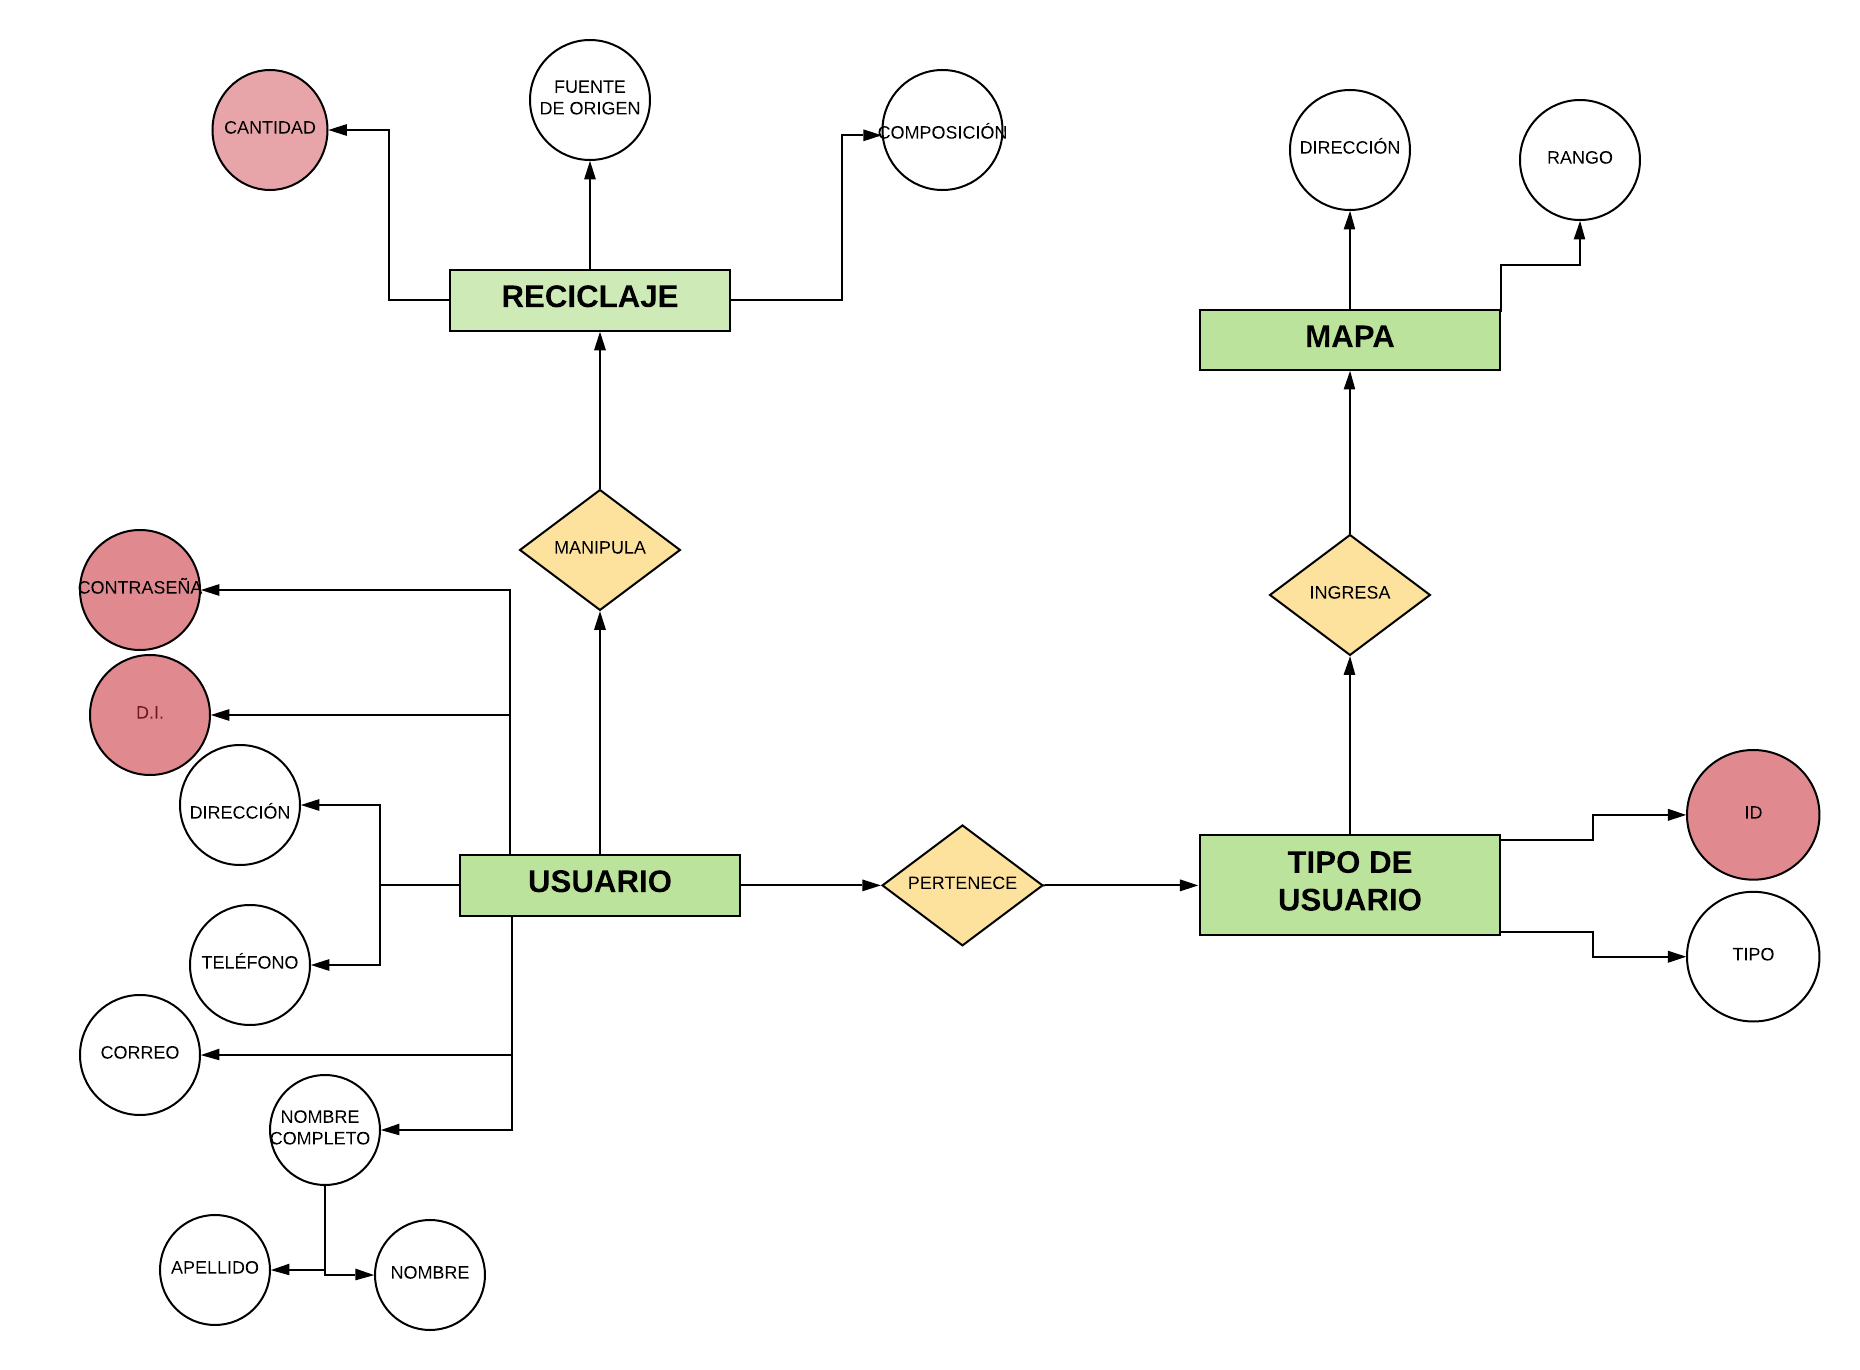 FUENTE
DE ORIGEN
CANTIDAD
COMPOSICIÓN
DIRECCIÓN
RANGO
RECICLAJE
MAPA
MANIPULA
CONTRASEÑA
INGRESA
D.I.
DIRECCIÓN
ID
USUARIO
PERTENECE
TIPO DE
USUARIO
TELÉFONO
TIPO
CORREO
NOMBRE
COMPLETO
APELLIDO
NOMBRE